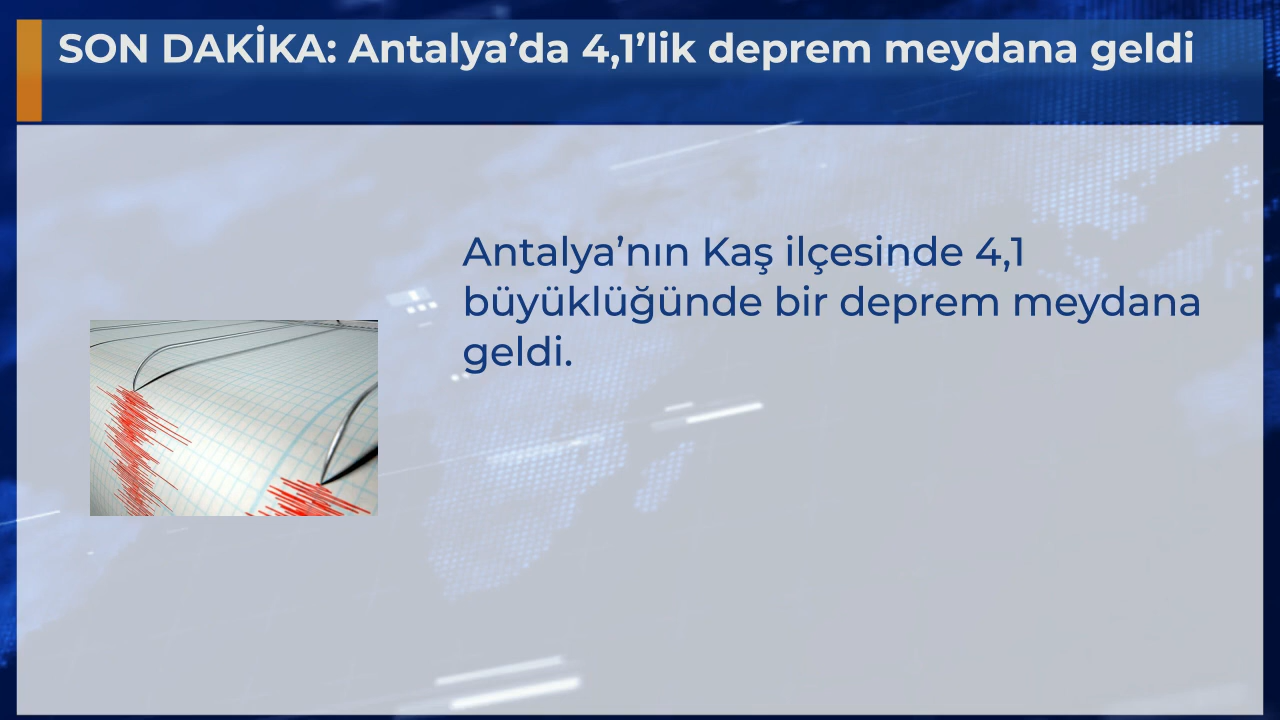 SON DAKİKA: Antalya’da 4,1’lik deprem meydana geldi
Antalya’nın Kaş ilçesinde 4,1
büyüklüğünde bir deprem meydana
geldi.